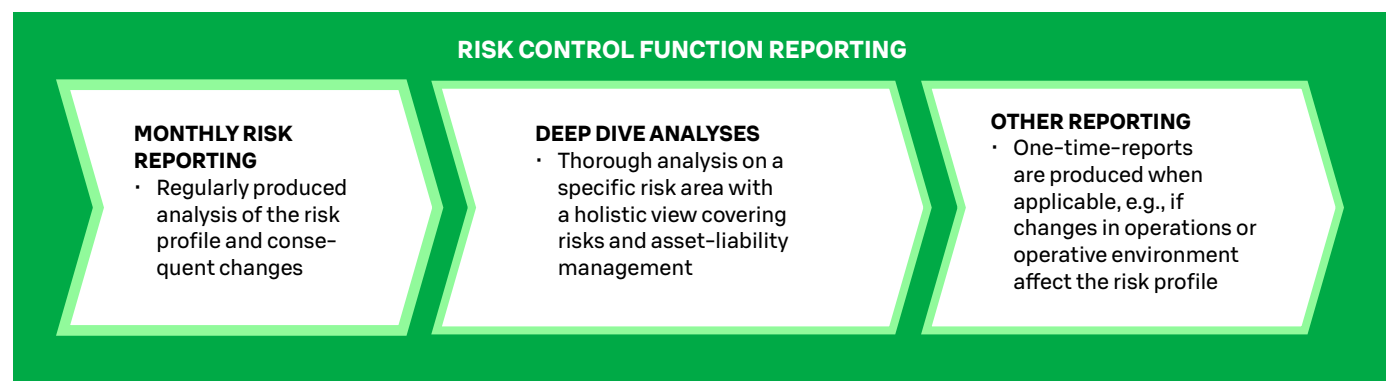 RISK CONTROL FUNCTION REPORTING
MONTHLY RISK
REPORTING
· Regularly produced
analysis of the risk
profile and conse-
quent changes
DEEP DIVE ANALYSES
· Thorough analysis on a
specific risk area with
a holistic view covering
risks and asset-liability
management
OTHER REPORTING
· One-time-reports
are produced when
applicable, e.g., if
changes in operations or
operative environment
affect the risk profile